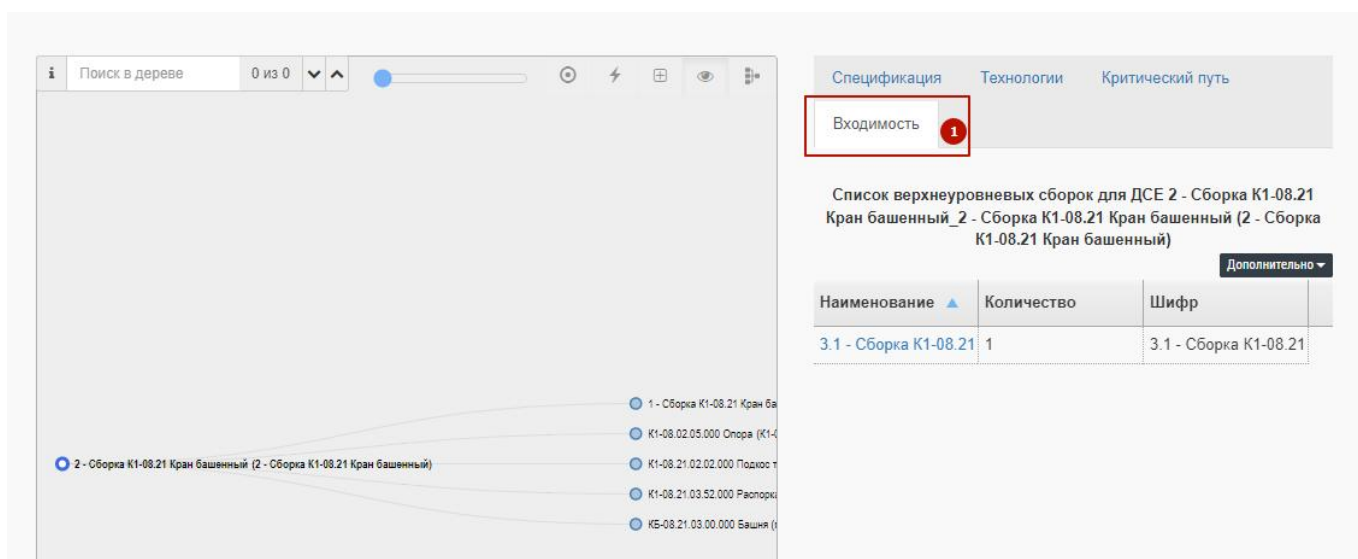 i Поиск в дереве 0 из 0
Спецификация Технологии Критический путь
Входимость 1
Список верхнеуровневых сборок для ДСЕ 2 - Сборка К1-08.21
Кран башенный_2 - Сборка К1-08.21 Кран башенный (2 - Сборка
К1-08.21 Кран башенный)
Дополнительно
Наименование Количество Шифр
3.1 - Сборка К1-08.21 1 3.1 - Сборка К1-08.21
1 - Сборка К1-08.21 Кран ба
К1-08.02.05.000 Опора (К1-0
2 - Сборка К1-08.21 Кран башенный (2 - Сборка К1-08.21 Кран башенный)
К1-08.21.02.02.000 Подкос т
К1-08.21.03.52.000 Распорка
КБ-08.21.03.00.000 Башня (п